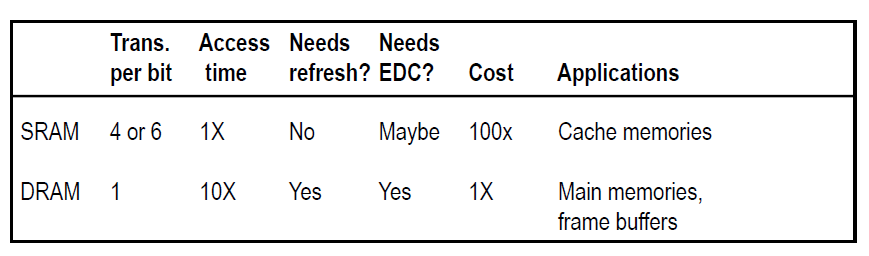 Trans. Access Needs Needs
per bit time refresh? EDC? Cost Applications
SRAM 4 or 6 1X No Maybe 100x Cache memories
DRAM 1 10X Yes Yes 1X Main memories,
frame buffers